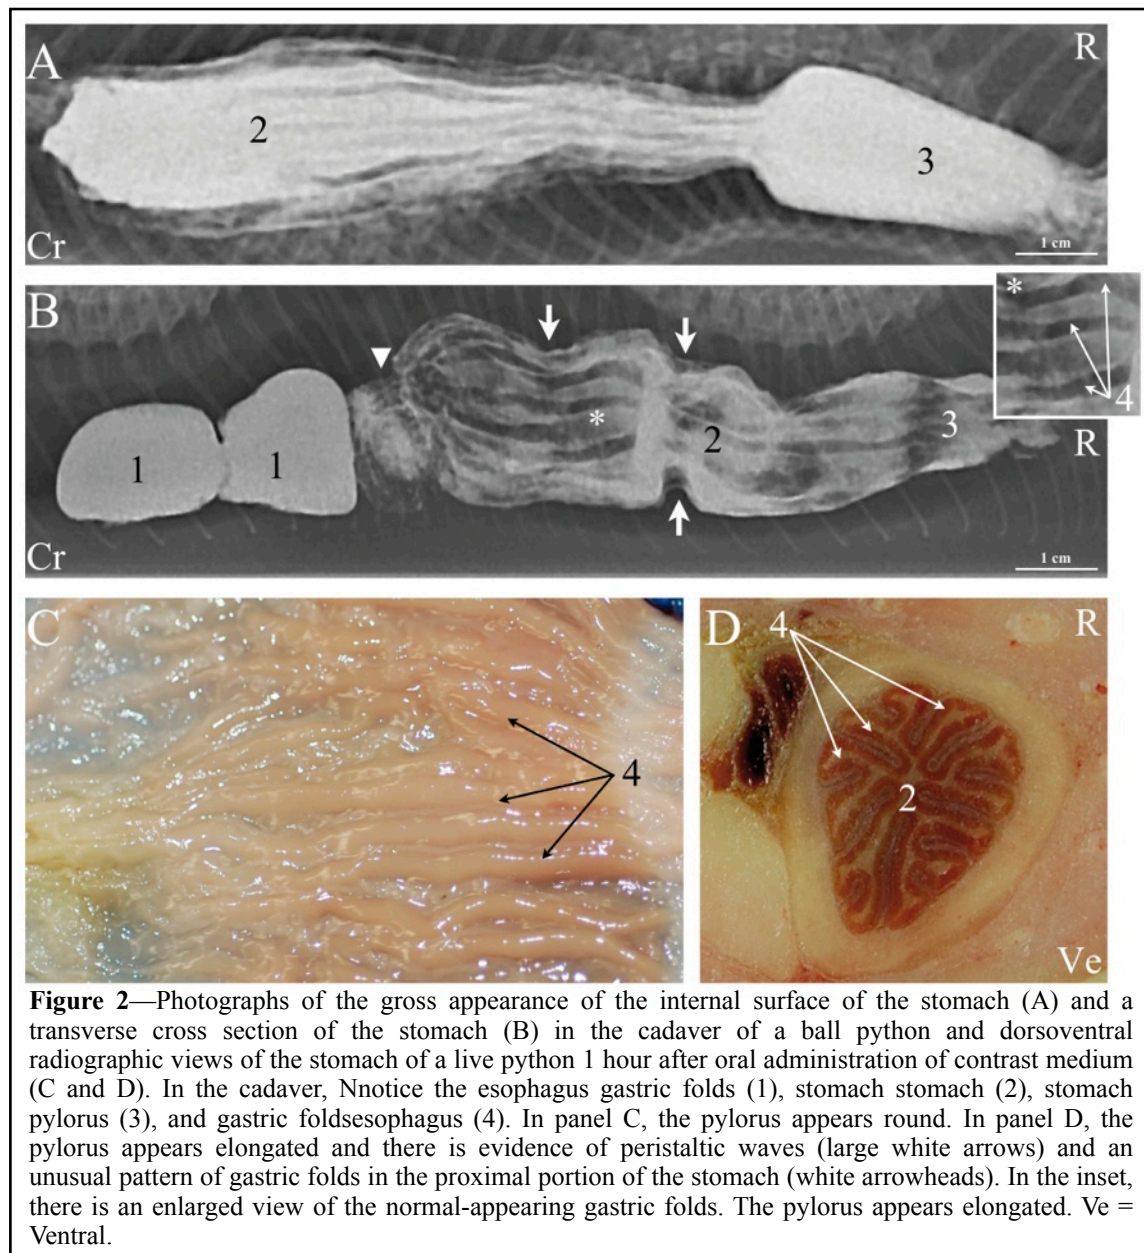 A
R
2
3
Cr
1 cm
B
*
4
*
2
3
R
1
1
Cr
1 cm
C
4
D
4
R
2
Ve
Figure 2—Photographs of the gross appearance of the internal surface of the stomach (A) and a
transverse cross section of the stomach (B) in the cadaver of a ball python and dorsoventral
radiographic views of the stomach of a live python 1 hour after oral administration of contrast medium
(C and D). In the cadaver, Nnotice the esophagus gastric folds (1), stomach stomach (2), stomach
pylorus (3), and gastric foldsesophagus (4). In panel C, the pylorus appears round. In panel D, the
pylorus appears elongated and there is evidence of peristaltic waves (large white arrows) and an
unusual pattern of gastric folds in the proximal portion of the stomach (white arrowheads). In the inset,
there is an enlarged view of the normal-appearing gastric folds. The pylorus appears elongated. Ve =
Ventral.